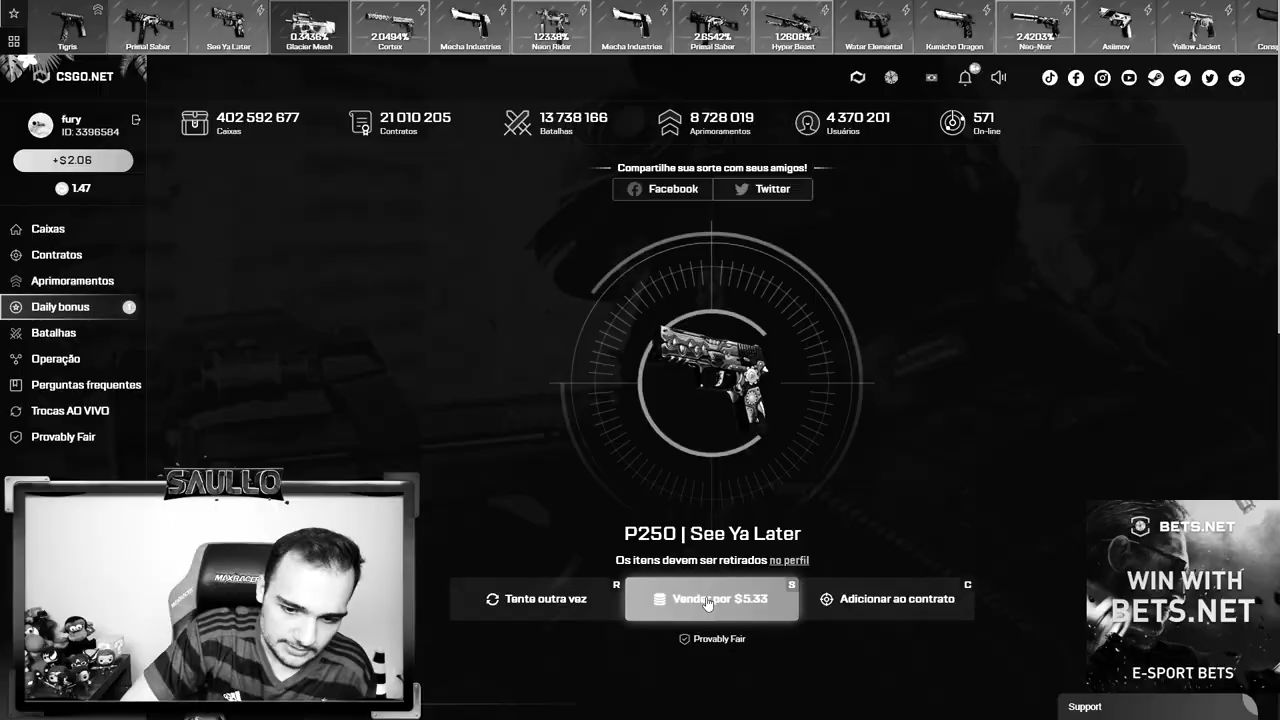 Tigris
Primal Saber
See Ya Later
0.3436%
Glacier Mesh
2.0494%
Cortex
Mecha Industries
1.2338%
Neon Rider
Mecha Industries
2.6542%
Primal Saber
1.2608%
Hyper Beast
Water Elemental
Kumicho Dragon
2.4203%
Neo-Noir
Asiimov
Yellow Jacket
CSGO.NET
fury
ID: 3396584
+$2.06
1.47
402 592 677
Caixas
21 010 205
Contratos
13 738 166
Batalhas
8 728 019
Aprimoramentos
4 370 201
Usuários
571
On-line
Compartilhe sua sorte com seus amigos!
Facebook
Twitter
Caixas
Contratos
Aprimoramentos
Daily bonus
1
Batalhas
Operação
Perguntas frequentes
Trocas AO VIVO
Provably Fair
SAULLO
MAXRACER
P250 | See Ya Later
Os itens devem ser retirados no perfil
Tente outra vez
R
por $5.33
S
Adicionar ao contrato
C
Provably Fair
BETS.NET
WIN WITH
BETS.NET
E-SPORT BETS
Support